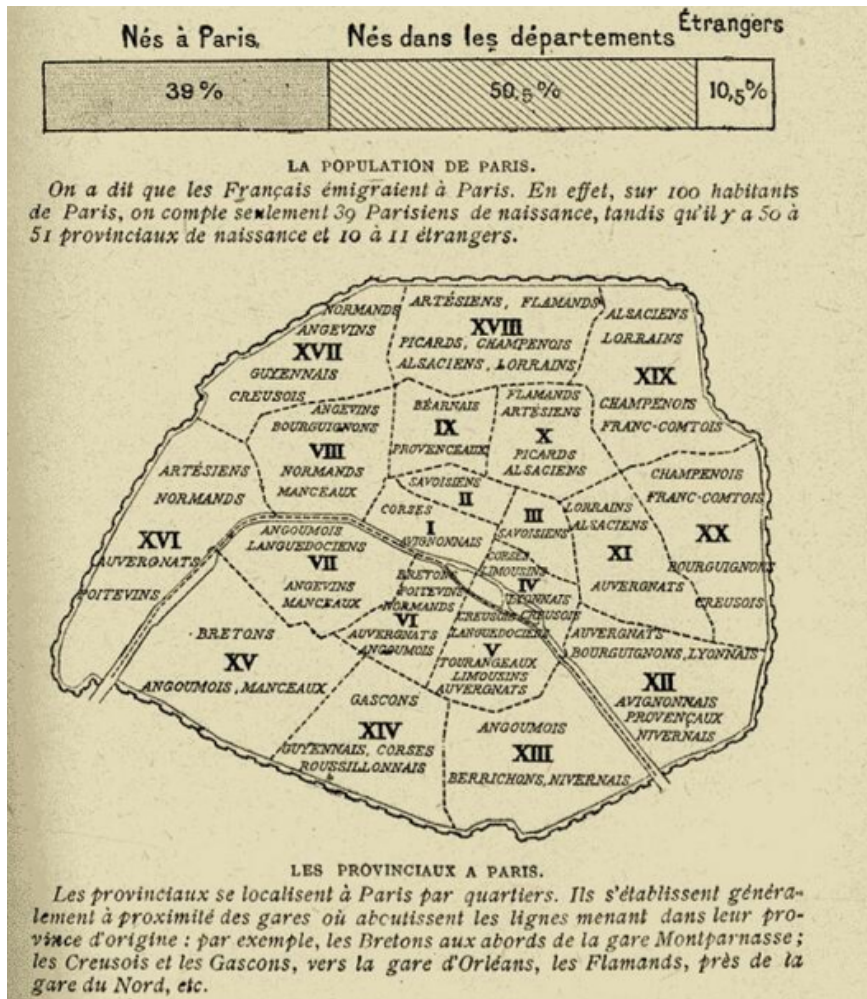 Nés à Paris.
Nés dans les départements
Étrangers
39 %
50,5 %
10,5 %
LA POPULATION DE PARIS.
On a dit que les Français émigraient à Paris. En effet, sur 100 habitants
de Paris, on compte seulement 39 Parisiens de naissance, tandis qu'il y a 50 à
51 provinciaux de naissance et 10 à 11 étrangers.
NORMANDS
ANGEVINS
XVII
GUYENNAIS
CREUSOIS
ARTÉSIENS, FLAMANDS
XVIII
PICARDS, CHAMPENOIS
ALSACIENS, LORRAINS
ALSACIENS
LORRAINS
XIX
CHAMPENOIS
FRANC-COMTOIS
ANGEVINS
BOURGUIGNONS
VIII
NORMANDS
MANCEAUX
BÉARNAIS
IX
PROVENCEAUX
FLAMANDS
ARTÉSIENS
X
PICARDS
ALSACIENS
ARTÉSIENS
NORMANDS
XVI
AUVERGNATS
POITEVINS
SAVOISIENS
II
CORSES
I
AVIGNONNAIS
III
SAVOISIENS
LORRAINS
ALSACIENS
XI
AUVERGNATS
CHAMPENOIS
FRANC-COMTOIS
XX
BOURGUIGNONS
CREUSOIS
ANGOUMOIS
LANGUEDOCIENS
VII
ANGEVINS
MANCEAUX
CORSES
LIMOUSINS
IV
LYONNAIS
CREUSOIS
BRETONS
POITEVINS
NORMANDS
VI
AUVERGNATS
ANGOUMOIS
CREUSOIS
LANGUEDOCIENS
V
TOURANGEAUX
LIMOUSINS
AUVERGNATS
AUVERGNATS
BOURGUIGNONS, LYONNAIS
XII
AVIGNONNAIS
PROVENÇAUX
NIVERNAIS
BRETONS
XV
ANGOUMOIS, MANCEAUX
GASCONS
XIV
GUYENNAIS, CORSES
ROUSSILLONNAIS
ANGOUMOIS
XIII
BERRICHONS, NIVERNAIS
LES PROVINCIAUX A PARIS.
Les provinciaux se localisent à Paris par quartiers. Ils s'établissent généra-
lement à proximité des gares où aboutissent les lignes menant dans leur pro-
vince d'origine : par exemple, les Bretons aux abords de la gare Montparnasse ;
les Creusois et les Gascons, vers la gare d'Orléans, les Flamands, près de la
gare du Nord, etc.